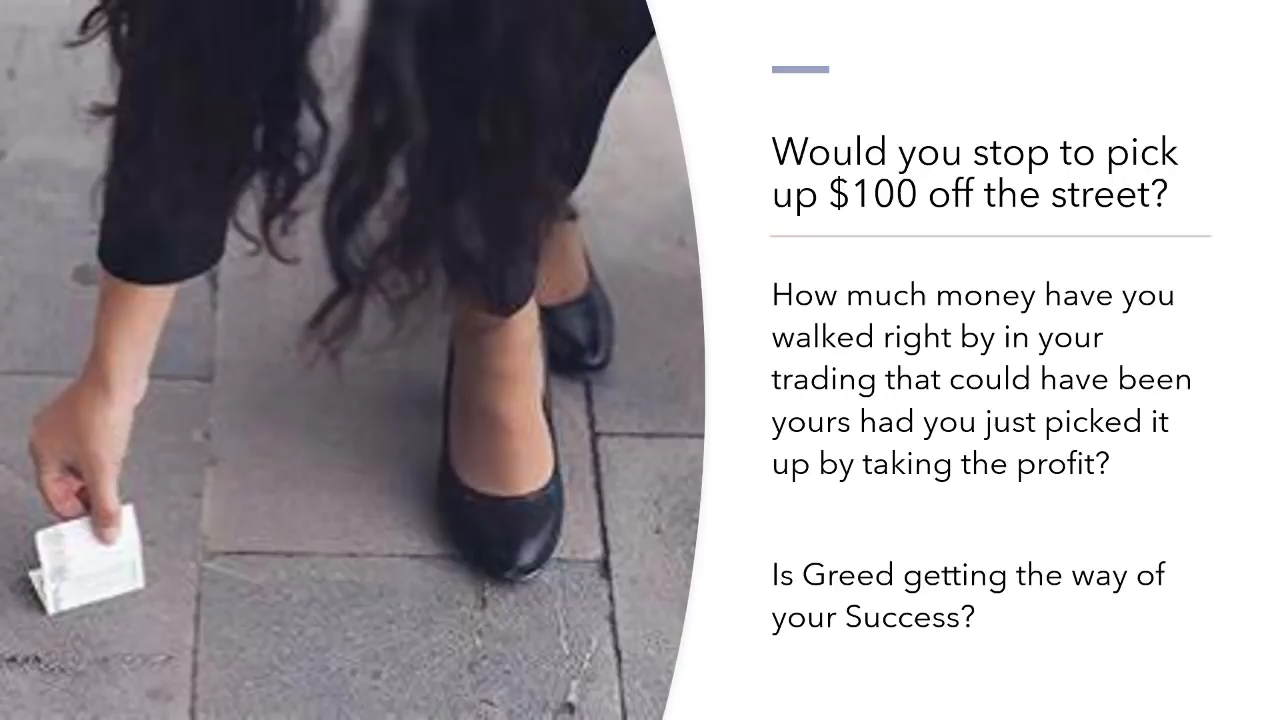 Would you stop to pick
up $100 off the street?
How much money have you
walked right by in your
trading that could have been
yours had you just picked it
up by taking the profit?
Is Greed getting the way of
your Success?